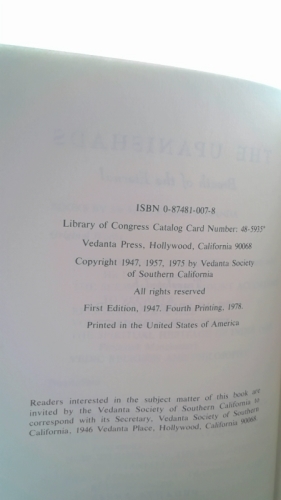 ISBN 0-87481-007-8
Library of Congress Catalog Card Number: 48-5935*
Vedanta Press, Hollywood, California 90068
Copyright 1947, 1957, 1975 by Vedanta Society
of Southern California
All rights reserved
First Edition, 1947. Fourth Printing, 1978.
Printed in the United States of America
Readers interested in the subject matter of this book are
invited by the Vedanta Society of Southern California to
correspond with its Secretary, Vedanta Society of Southern
California, 1946 Vedanta Place, Hollywood, California 90068.